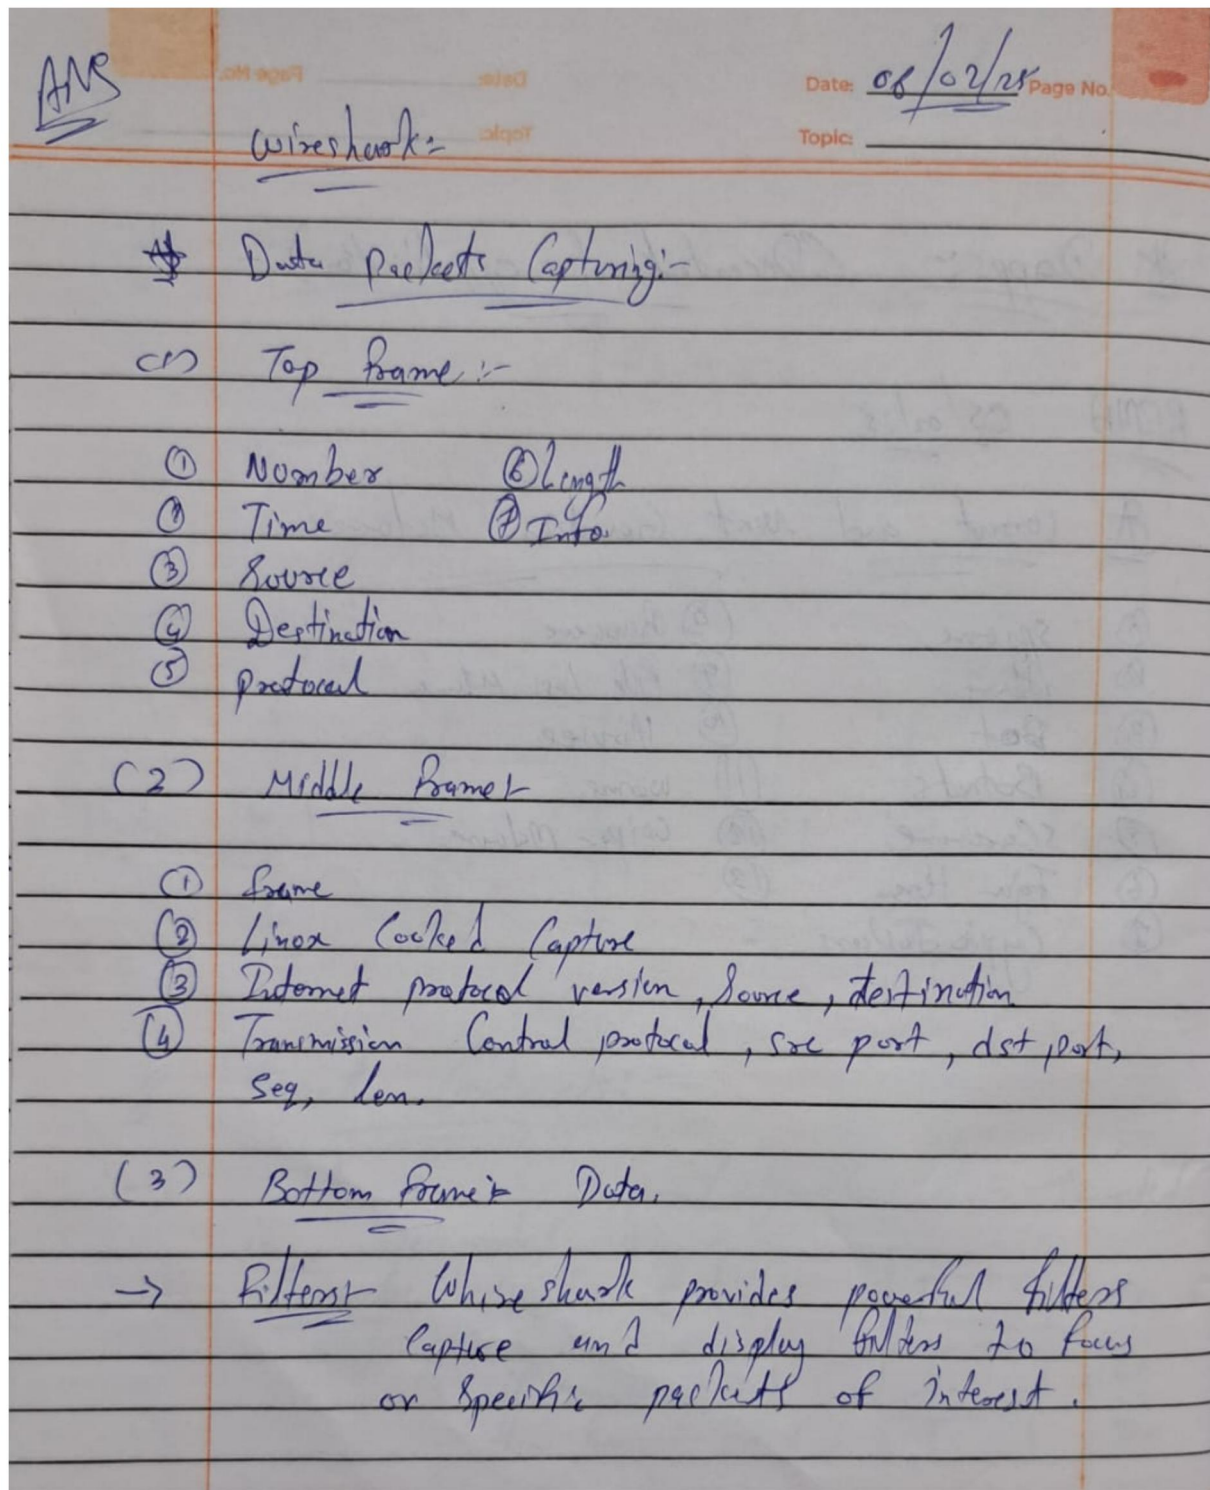 ANS
Date: 06/02/25 Page No.
Topic:
Wireshark:-
Data Packets Capturing:-
(1) Top frame:-
① Number ⑥ Length
② Time ⑦ Info.
③ Source
④ Destination
⑤ protocol
(2) Middle frame:-
① frame
② Linux Cooked Capture
③ Internet protocol version, Source, destination
④ Transmission Control protocol, src port, dst port,
Seq, len.
(3) Bottom frame:- Data.
→ Filters:- Whireshark provides powerful filters
Capture and display filters to focus
on specific packets of interest.